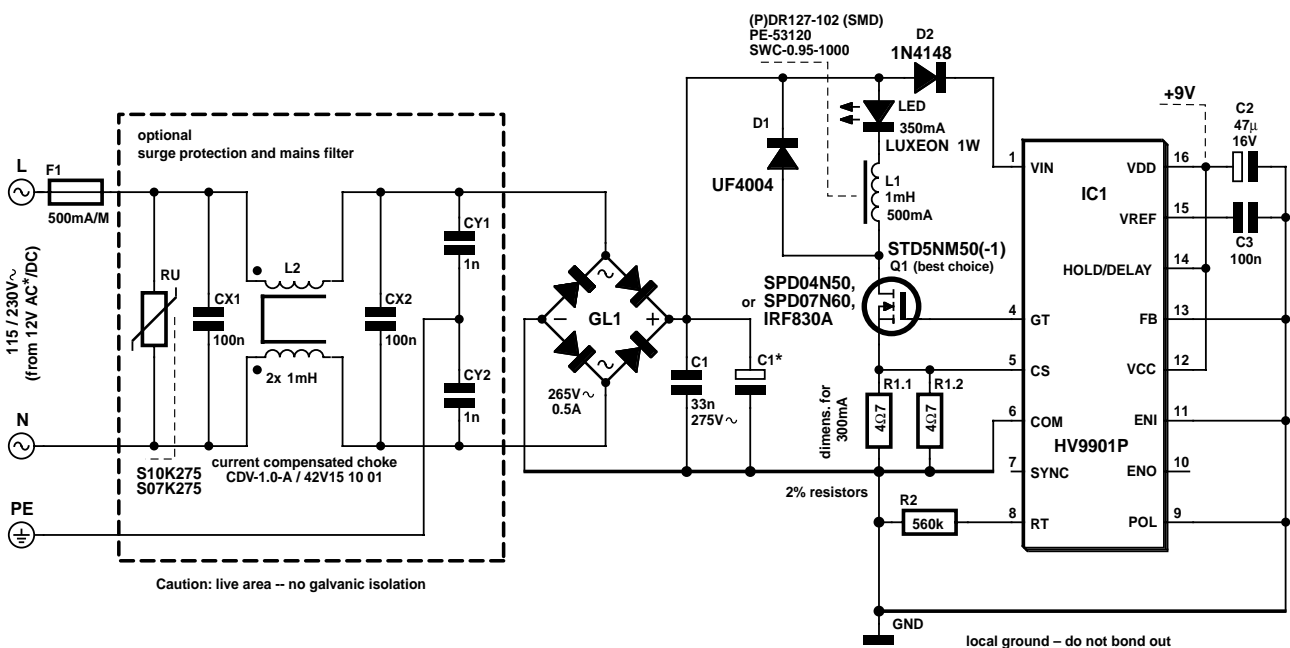 (P)DR127-102 (SMD)
PE-53120
SWC-0.95-1000
D2
1N4148
+9V
C2
47µ
16V
optional
surge protection and mains filter
L
F1
500mA/M
LED
350mA
LUXEON 1W
D1
UF4004
L1
1mH
500mA
1
VIN
IC1
VDD
16
VREF
15
C3
100n
HOLD/DELAY
14
115 / 230V~
(from 12V AC*/DC)
RU
CX1
100n
L2
2x 1mH
CX2
100n
CY1
1n
CY2
1n
~
–
GL1
+
~
265V~
0.5A
STD5NM50(-1)
Q1 (best choice)
SPD04N50,
or SPD07N60,
IRF830A
4
GT
FB
13
C1
33n
275V~
C1*
5
CS
VCC
12
dimens. for
300mA
R1.1
4Ω7
R1.2
4Ω7
6
COM
ENI
11
HV9901P
N
S10K275
S07K275
current compensated choke
CDV-1.0-A / 42V15 10 01
2% resistors
7
SYNC
ENO
10
PE
R2
560k
8
RT
POL
9
Caution: live area -- no galvanic isolation
GND
local ground – do not bond out